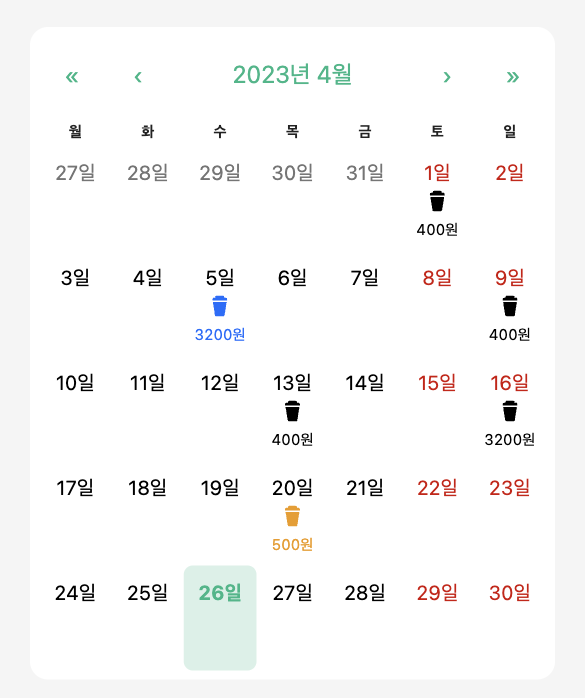 « ‹ 2023년 4월 › »
월 화 수 목 금 토 일
27일 28일 29일 30일 31일 1일 2일
400원
3일 4일 5일 6일 7일 8일 9일
3200원 400원
10일 11일 12일 13일 14일 15일 16일
400원 3200원
17일 18일 19일 20일 21일 22일 23일
500원
24일 25일 26일 27일 28일 29일 30일